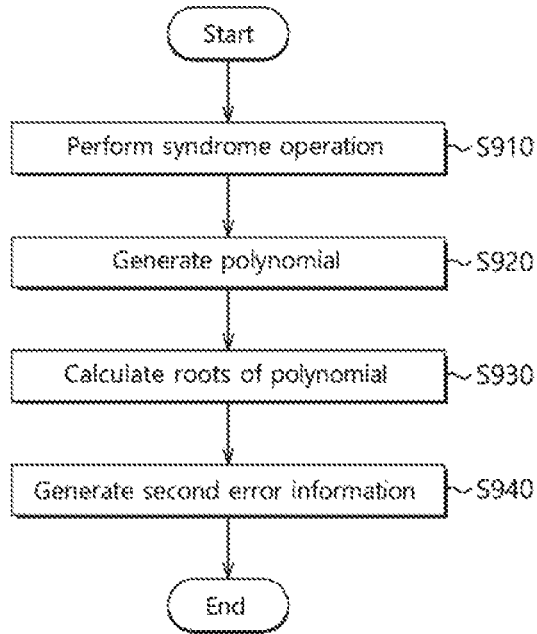 Start
Perform syndrome operation
S910
Generate polynomial
S920
Calculate roots of polynomial
S930
Generate second error information
S940
End